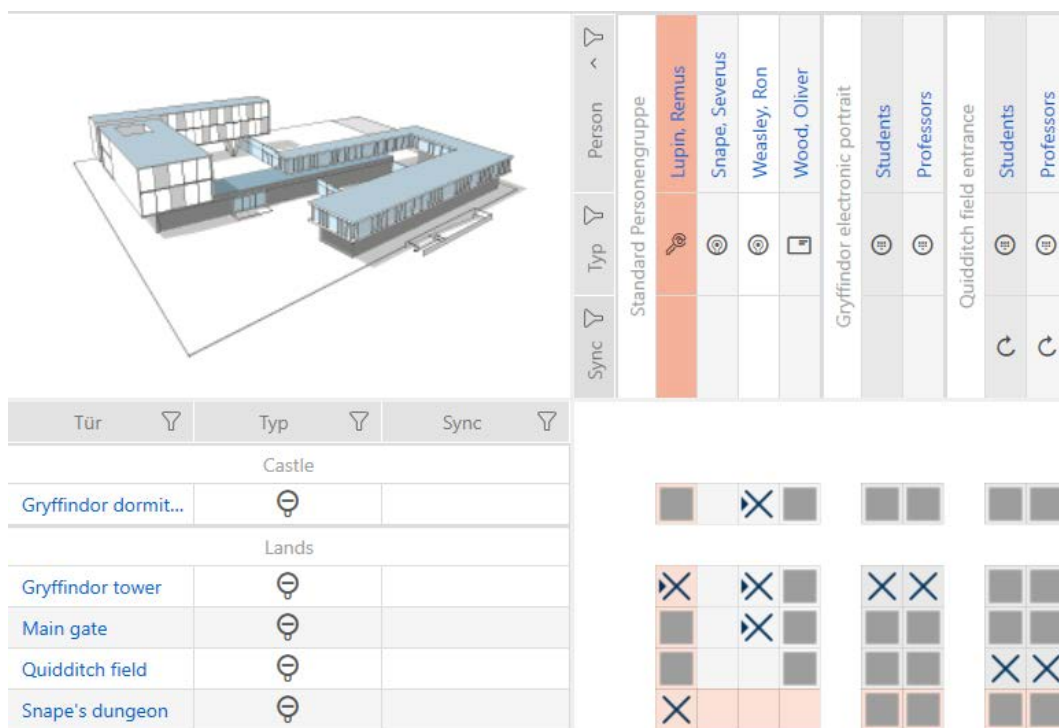 Person
Typ
Sync
Standard Personengruppe
Lupin, Remus
Snape, Severus
Weasley, Ron
Wood, Oliver
Gryffindor electronic portrait
Students
Professors
Quidditch field entrance
Students
Professors
Tür Typ Sync
Castle
Gryffindor dormit...
Lands
Gryffindor tower
Main gate
Quidditch field
Snape's dungeon